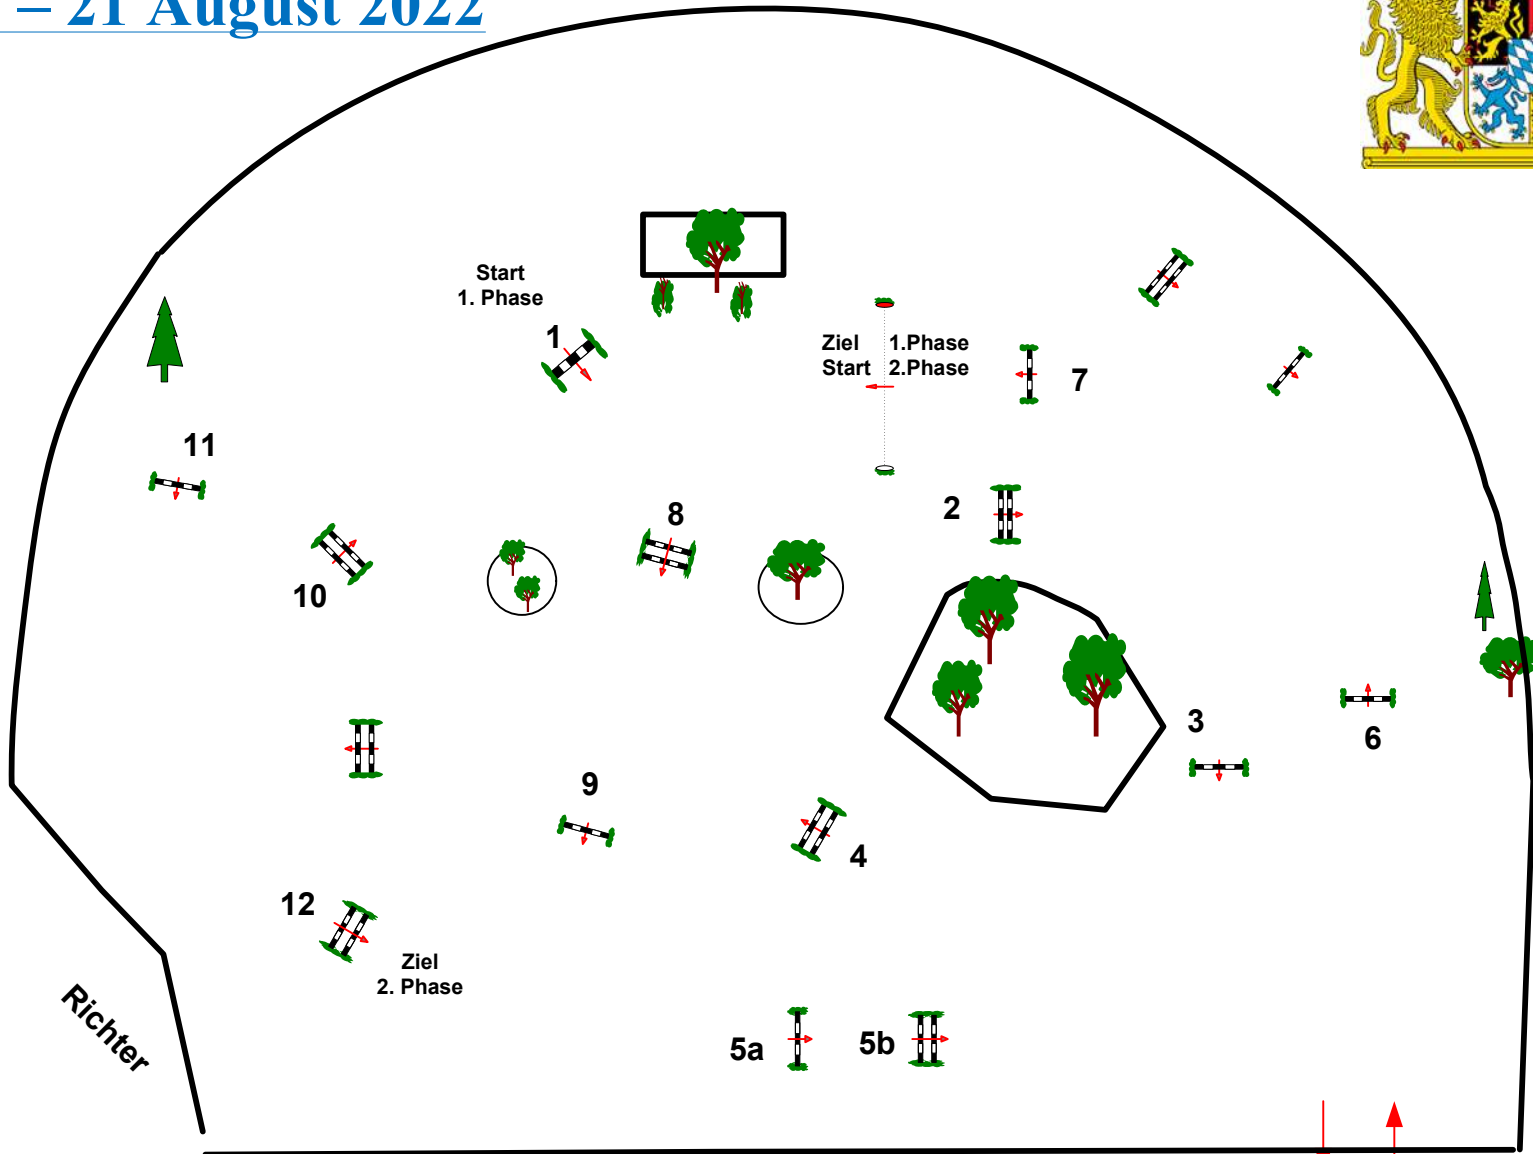 – 21 August 2022
Start
1. Phase
1
Ziel 1.Phase
Start 2.Phase
7
11
2
8
10
3
6
9
4
12
Ziel
2. Phase
Richter
5a
5b